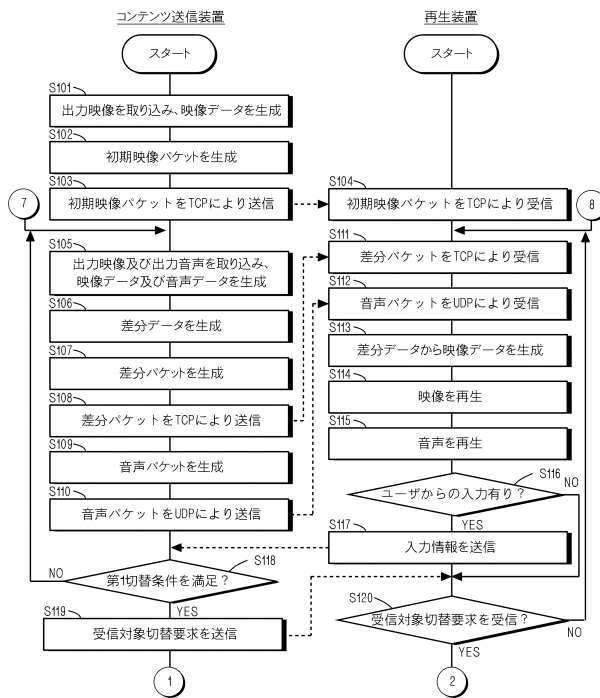 コンテンツ送信装置
スタート
S101
出力映像を取り込み、映像データを生成
S102
初期映像パケットを生成
S103
初期映像パケットをTCPにより送信
7
S105
出力映像及び出力音声を取り込み、
映像データ及び音声データを生成
S106
差分データを生成
S107
差分パケットを生成
S108
差分パケットをTCPにより送信
S109
音声パケットを生成
S110
音声パケットをUDPにより送信
S118
第1切替条件を満足?
NO
YES
S119
受信対象切替要求を送信
1
再生装置
スタート
S104
初期映像パケットをTCPにより受信
8
S111
差分パケットをTCPにより受信
S112
音声パケットをUDPにより受信
S113
差分データから映像データを生成
S114
映像を再生
S115
音声を再生
S116
ユーザからの入力有り?
NO
YES
S117
入力情報を送信
S120
受信対象切替要求を受信?
NO
YES
2